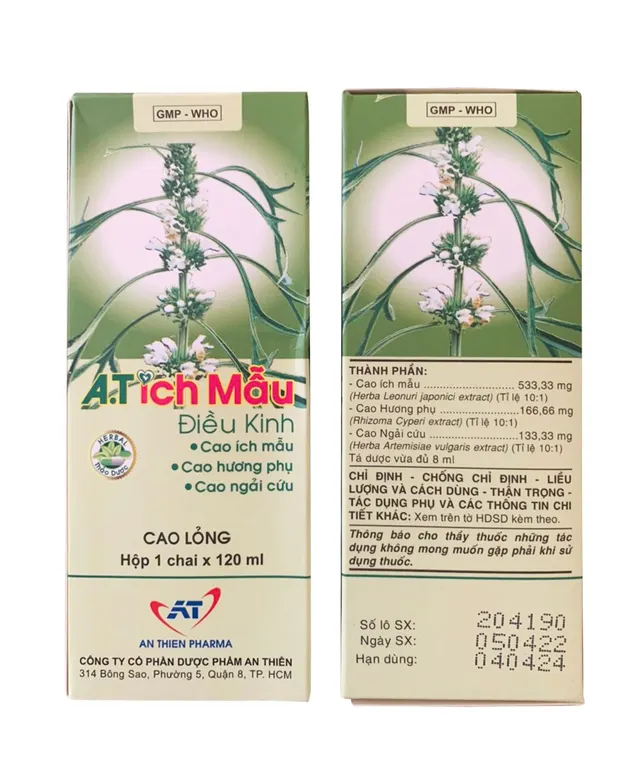 GMP - WHO
A.T ích Mẫu
Điều Kinh
HERBAL
Thảo Dược
• Cao ích mẫu
• Cao hương phụ
• Cao ngải cứu
CAO LỎNG
Hộp 1 chai x 120 ml
AT
AN THIEN PHARMA
CÔNG TY CỔ PHẦN DƯỢC PHẨM AN THIÊN
314 Bông Sao, Phường 5, Quận 8, TP. HCM
GMP - WHO
THÀNH PHẦN:
- Cao ích mẫu ........................ 533,33 mg
(Herba Leonuri japonici extract) (Tỉ lệ 10:1)
- Cao Hương phụ .................. 166,66 mg
(Rhizoma Cyperi extract) (Tỉ lệ 10:1)
- Cao Ngải cứu ..................... 133,33 mg
(Herba Artemisiae vulgaris extract) (Tỉ lệ 10:1)
Tá dược vừa đủ 8 ml
CHỈ ĐỊNH - CHỐNG CHỈ ĐỊNH - LIỀU
LƯỢNG VÀ CÁCH DÙNG - THẬN TRỌNG -
TÁC DỤNG PHỤ VÀ CÁC THÔNG TIN CHI
TIẾT KHÁC: Xem trên tờ HDSD kèm theo.
Thông báo cho thầy thuốc những tác
dụng không mong muốn gặp phải khi sử
dụng thuốc.
Số lô SX: 204190
Ngày SX: 050422
Hạn dùng: 040424